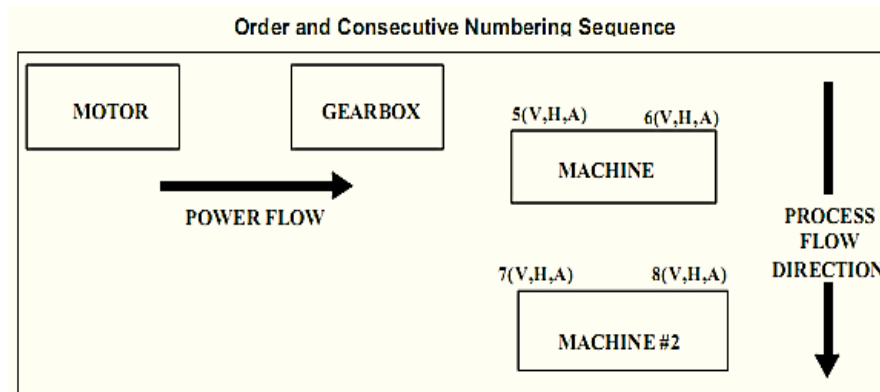 Order and Consecutive Numbering Sequence
MOTOR
GEARBOX
5(V,H,A) 6(V,H,A)
MACHINE
POWER FLOW
PROCESS
FLOW
DIRECTION
7(V,H,A) 8(V,H,A)
MACHINE #2